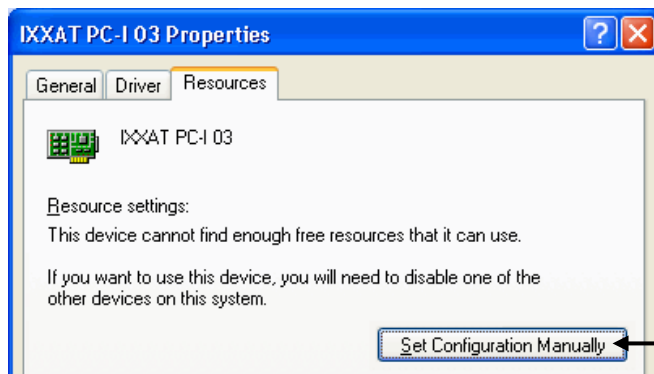 IXXAT PC-I 03 Properties
General Driver Resources
IXXAT PC-I 03
Resource settings:
This device cannot find enough free resources that it can use.
If you want to use this device, you will need to disable one of the
other devices on this system.
Set Configuration Manually